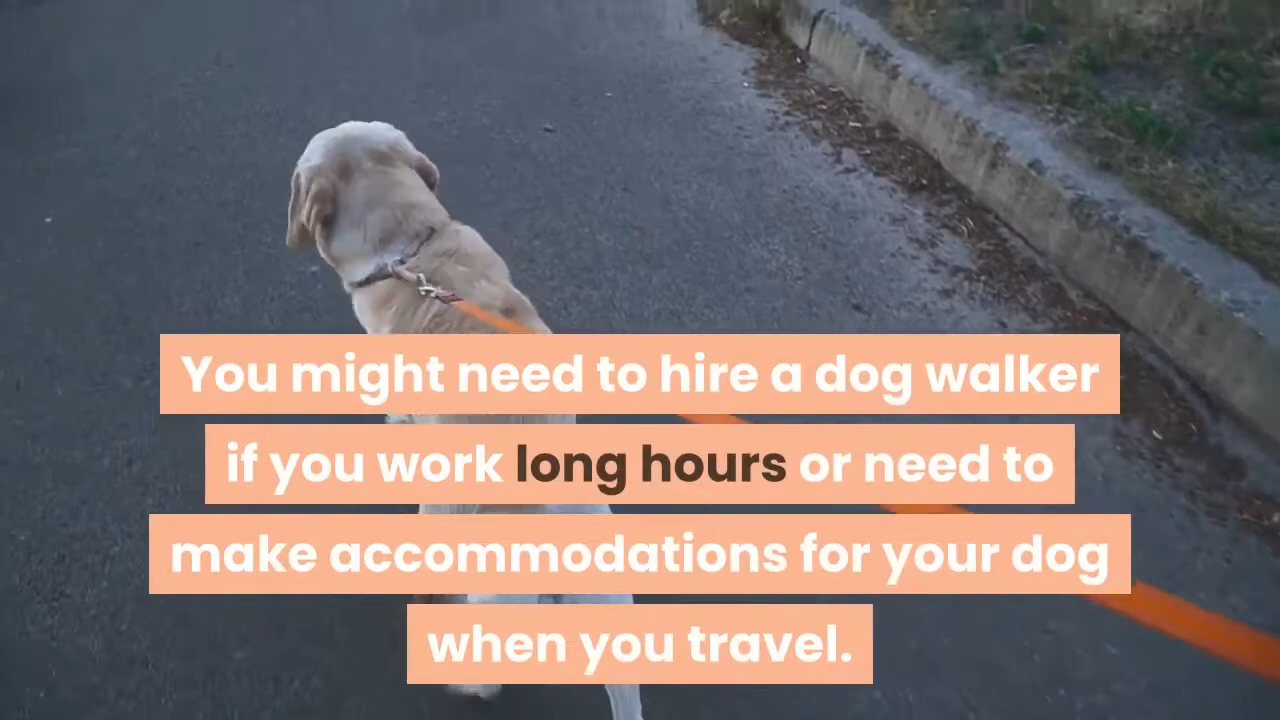 You might need to hire a dog walker
if you work long hours or need to
make accommodations for your dog
when you travel.